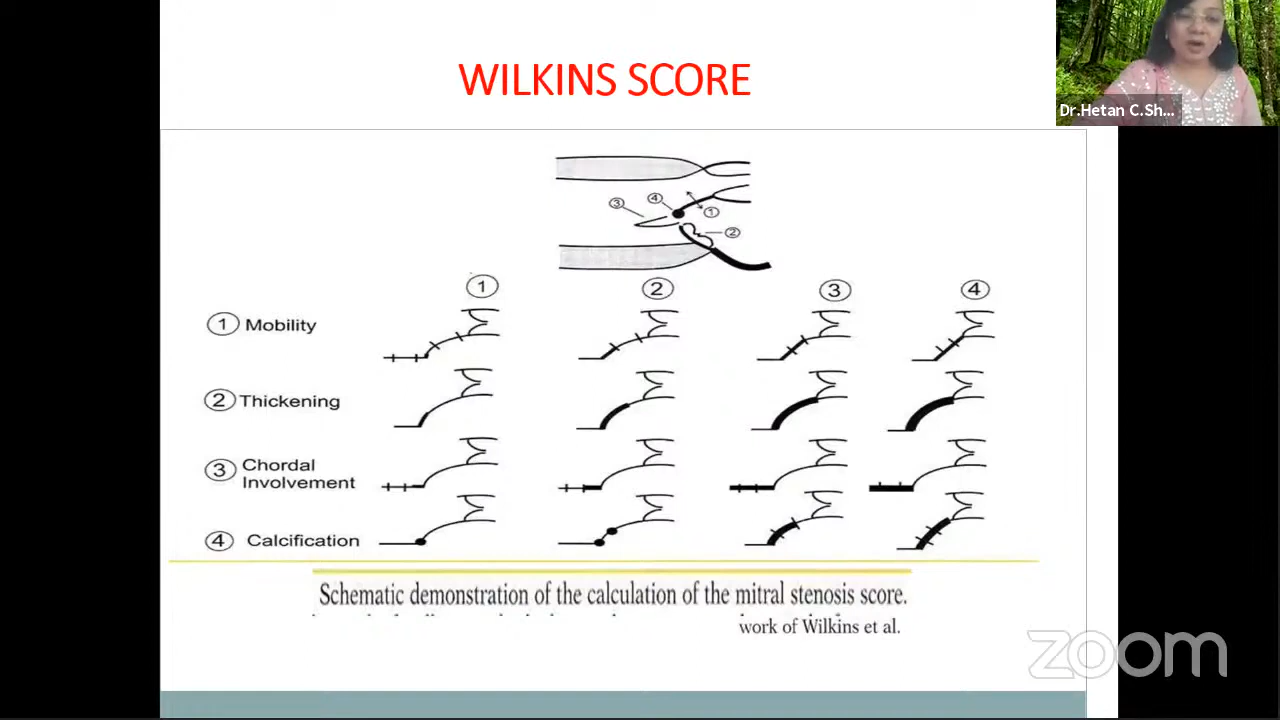 WILKINS SCORE
Dr.Hetan C.Sh...
③ ④ ①
②
① ② ③ ④
① Mobility
② Thickening
③ Chordal
Involvement
④ Calcification
Schematic demonstration of the calculation of the mitral stenosis score.
work of Wilkins et al.
zoom